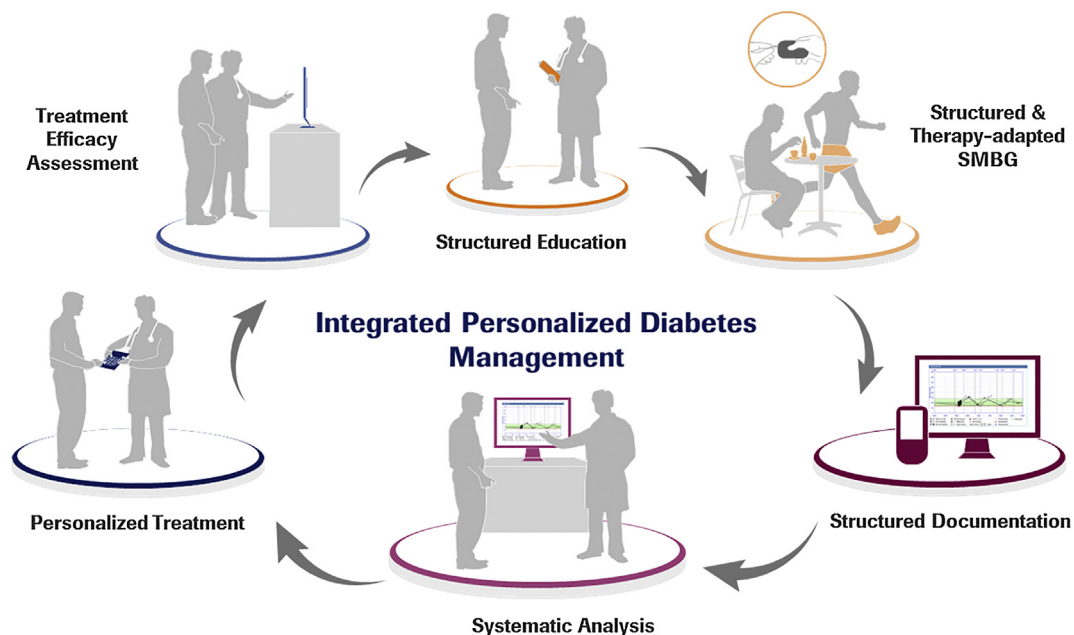 Treatment
Efficacy
Assessment
Structured Education
Structured &
Therapy-adapted
SMBG
Integrated Personalized Diabetes
Management
Personalized Treatment
Structured Documentation
Systematic Analysis